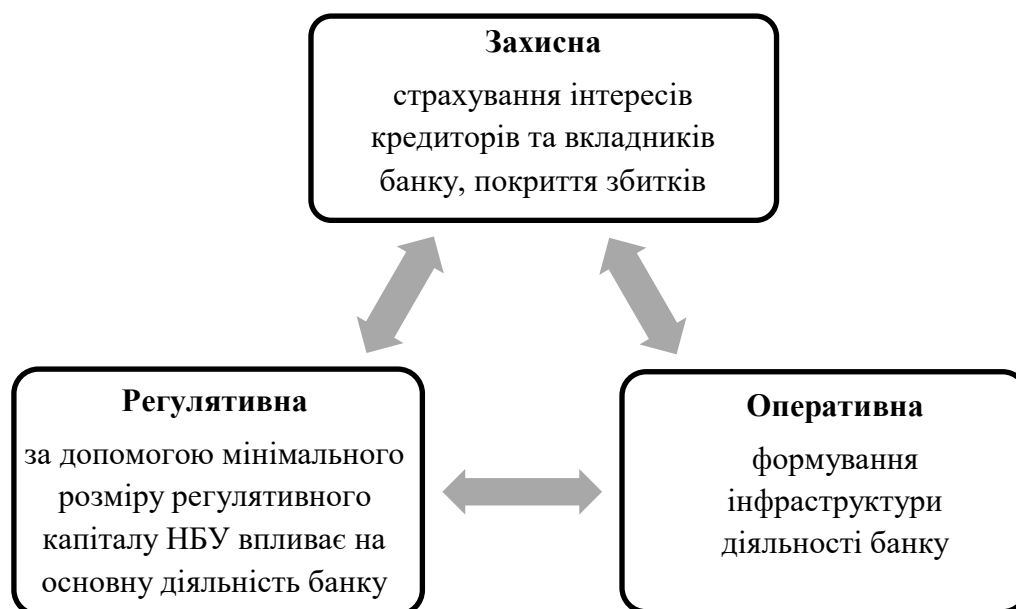 Захисна
страхування інтересів
кредиторів та вкладників
банку, покриття збитків
Регулятивна
за допомогою мінімального
розміру регулятивного
капіталу НБУ впливає на
основну діяльність банку
Оперативна
формування
інфраструктури
діяльності банку